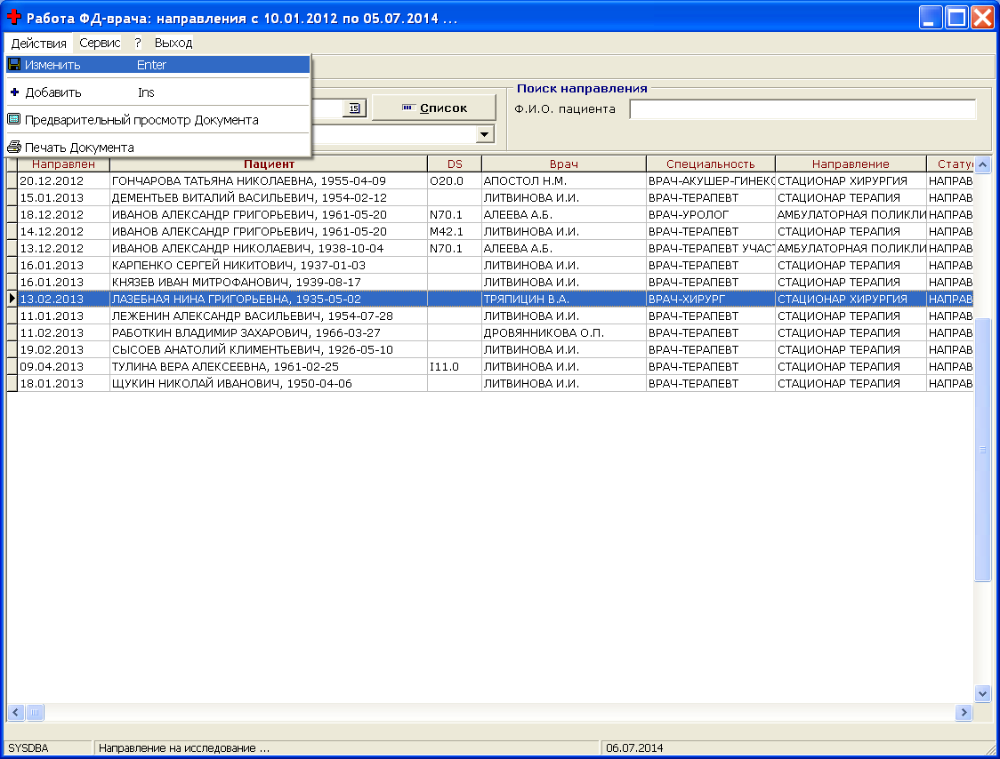 Работа ФД-врача: направления с 10.01.2012 по 05.07.2014 ...
Действия Сервис ? Выход
Изменить Enter
Добавить Ins
Предварительный просмотр Документа
Печать Документа
15 Список
Поиск направления
Ф.И.О. пациента
Направлен Пациент DS Врач Специальность Направление Стату
20.12.2012 ГОНЧАРОВА ТАТЬЯНА НИКОЛАЕВНА, 1955-04-09 O20.0 АПОСТОЛ Н.М. ВРАЧ-АКУШЕР-ГИНЕКО СТАЦИОНАР ХИРУРГИЯ НАПРАВ
15.01.2013 ДЕМЕНТЬЕВ ВИТАЛИЙ ВАСИЛЬЕВИЧ, 1954-02-12 ЛИТВИНОВА И.И. ВРАЧ-ТЕРАПЕВТ СТАЦИОНАР ТЕРАПИЯ НАПРАВ
18.12.2012 ИВАНОВ АЛЕКСАНДР ГРИГОРЬЕВИЧ, 1961-05-20 N70.1 АЛЕЕВА А.Б. ВРАЧ-УРОЛОГ АМБУЛАТОРНАЯ ПОЛИКЛИ НАПРАВ
14.12.2012 ИВАНОВ АЛЕКСАНДР ГРИГОРЬЕВИЧ, 1961-05-20 M42.1 ЛИТВИНОВА И.И. ВРАЧ-ТЕРАПЕВТ СТАЦИОНАР ТЕРАПИЯ НАПРАВ
13.12.2012 ИВАНОВ АЛЕКСАНДР НИКОЛАЕВИЧ, 1938-10-04 N70.1 АЛЕЕВА А.Б. ВРАЧ-ТЕРАПЕВТ УЧАСТ АМБУЛАТОРНАЯ ПОЛИКЛИ НАПРАВ
16.01.2013 КАРПЕНКО СЕРГЕЙ НИКИТОВИЧ, 1937-01-03 ЛИТВИНОВА И.И. ВРАЧ-ТЕРАПЕВТ СТАЦИОНАР ТЕРАПИЯ НАПРАВ
16.01.2013 КНЯЗЕВ ИВАН МИТРОФАНОВИЧ, 1939-08-17 ЛИТВИНОВА И.И. ВРАЧ-ТЕРАПЕВТ СТАЦИОНАР ТЕРАПИЯ НАПРАВ
13.02.2013 ЛАЗЕБНАЯ НИНА ГРИГОРЬЕВНА, 1935-05-02 ТРЯПИЦИН В.А. ВРАЧ-ХИРУРГ СТАЦИОНАР ХИРУРГИЯ НАПРАВ
11.01.2013 ЛЕЖЕНИН АЛЕКСАНДР ВАСИЛЬЕВИЧ, 1954-07-28 ЛИТВИНОВА И.И. ВРАЧ-ТЕРАПЕВТ СТАЦИОНАР ТЕРАПИЯ НАПРАВ
11.02.2013 РАБОТКИН ВЛАДИМИР ЗАХАРОВИЧ, 1966-03-27 ДРОВЯННИКОВА О.П. ВРАЧ-ТЕРАПЕВТ СТАЦИОНАР ТЕРАПИЯ НАПРАВ
19.02.2013 СЫСОЕВ АНАТОЛИЙ КЛИМЕНТЬЕВИЧ, 1926-05-10 ЛИТВИНОВА И.И. ВРАЧ-ТЕРАПЕВТ СТАЦИОНАР ТЕРАПИЯ НАПРАВ
09.04.2013 ТУЛИНА ВЕРА АЛЕКСЕЕВНА, 1961-02-25 I11.0 ЛИТВИНОВА И.И. ВРАЧ-ТЕРАПЕВТ СТАЦИОНАР ТЕРАПИЯ НАПРАВ
18.01.2013 ЩУКИН НИКОЛАЙ ИВАНОВИЧ, 1950-04-06 ЛИТВИНОВА И.И. ВРАЧ-ТЕРАПЕВТ СТАЦИОНАР ТЕРАПИЯ НАПРАВ
SYSDBA Направление на исследование ... 06.07.2014